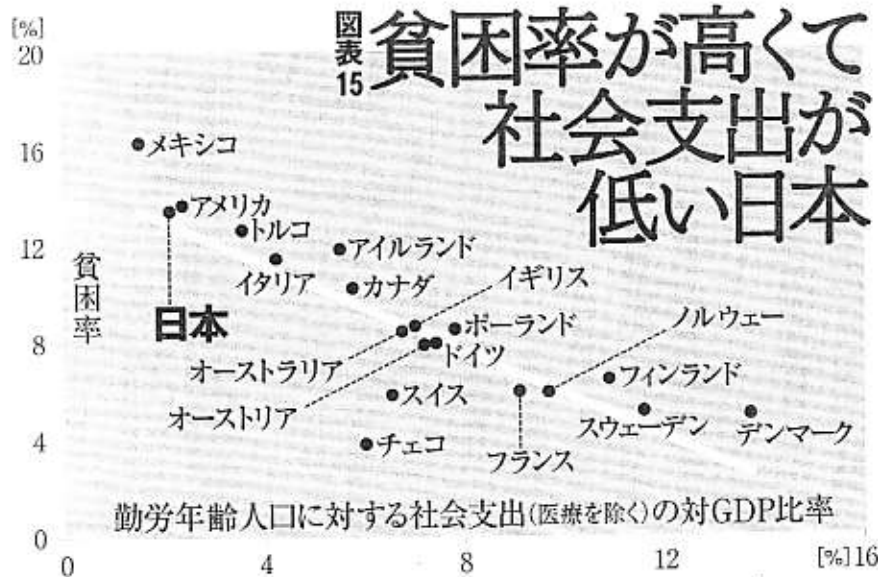 図表15
貧困率が高くて
社会支出が
低い日本
[%]
20
16
12
8
4
0
貧困率
メキシコ
アメリカ
トルコ
アイルランド
イタリア
カナダ
イギリス
日本
ポーランド
ノルウェー
オーストラリア
ドイツ
フィンランド
オーストリア
スイス
スウェーデン
デンマーク
チェコ
フランス
勤労年齢人口に対する社会支出(医療を除く)の対GDP比率
0
4
8
12
[%]16